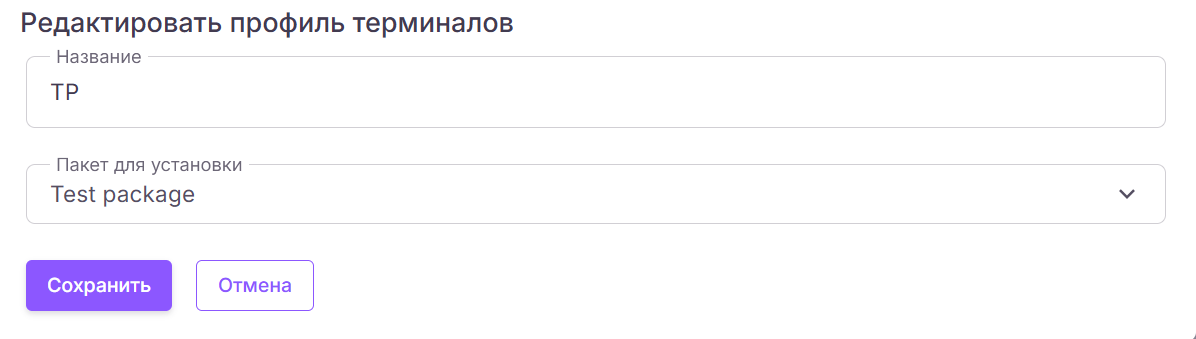 Редактировать профиль терминалов
Название
TP
Пакет для установки
Test package
Сохранить
Отмена